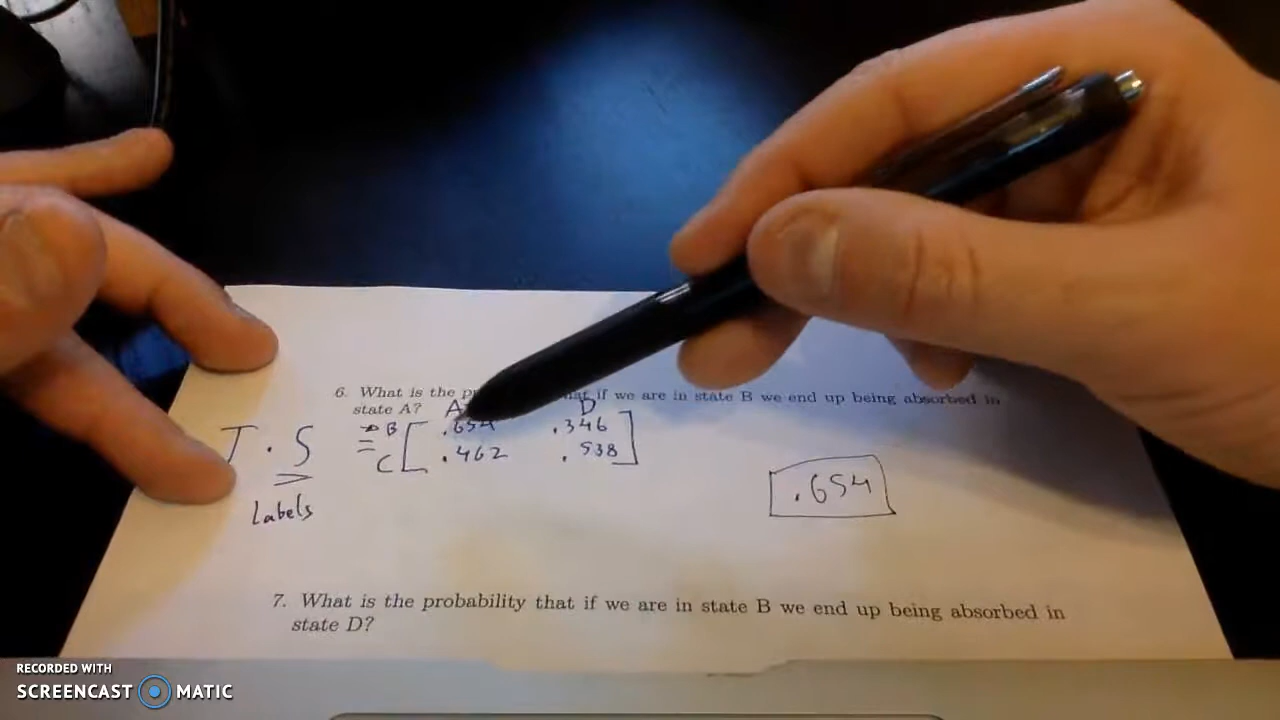 6. What is the if we are in state B we end up being absorbed in
state A? A D
B .654 .346
T · S = C .462 .538
Labels
.654
7. What is the probability that if we are in state B we end up being absorbed in
state D?
RECORDED WITH
SCREENCAST MATIC